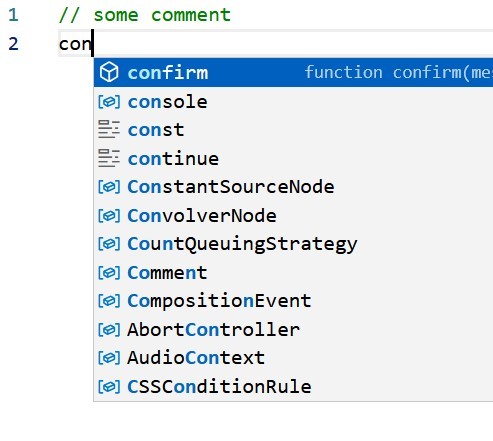 1 // some comment
2 con
confirm function confirm(mes
console
const
continue
ConstantSourceNode
ConvolverNode
CountQueuingStrategy
Comment
CompositionEvent
AbortController
AudioContext
CSSConditionRule